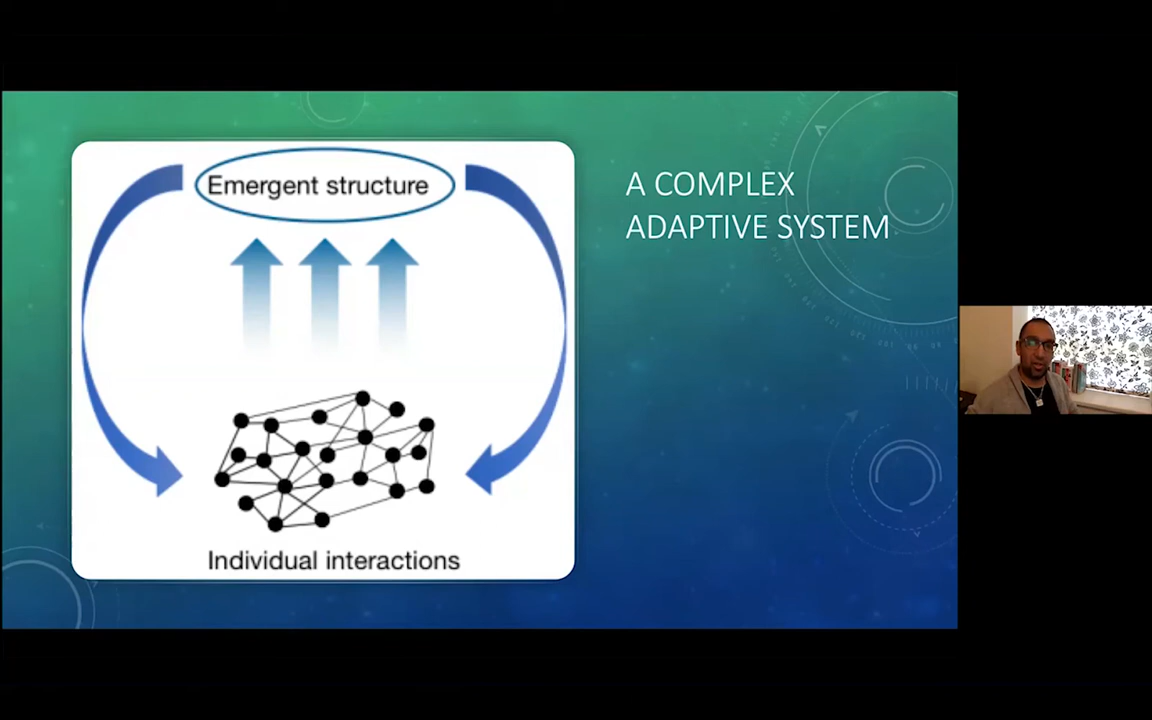 Emergent structure
Individual interactions
A COMPLEX
ADAPTIVE SYSTEM